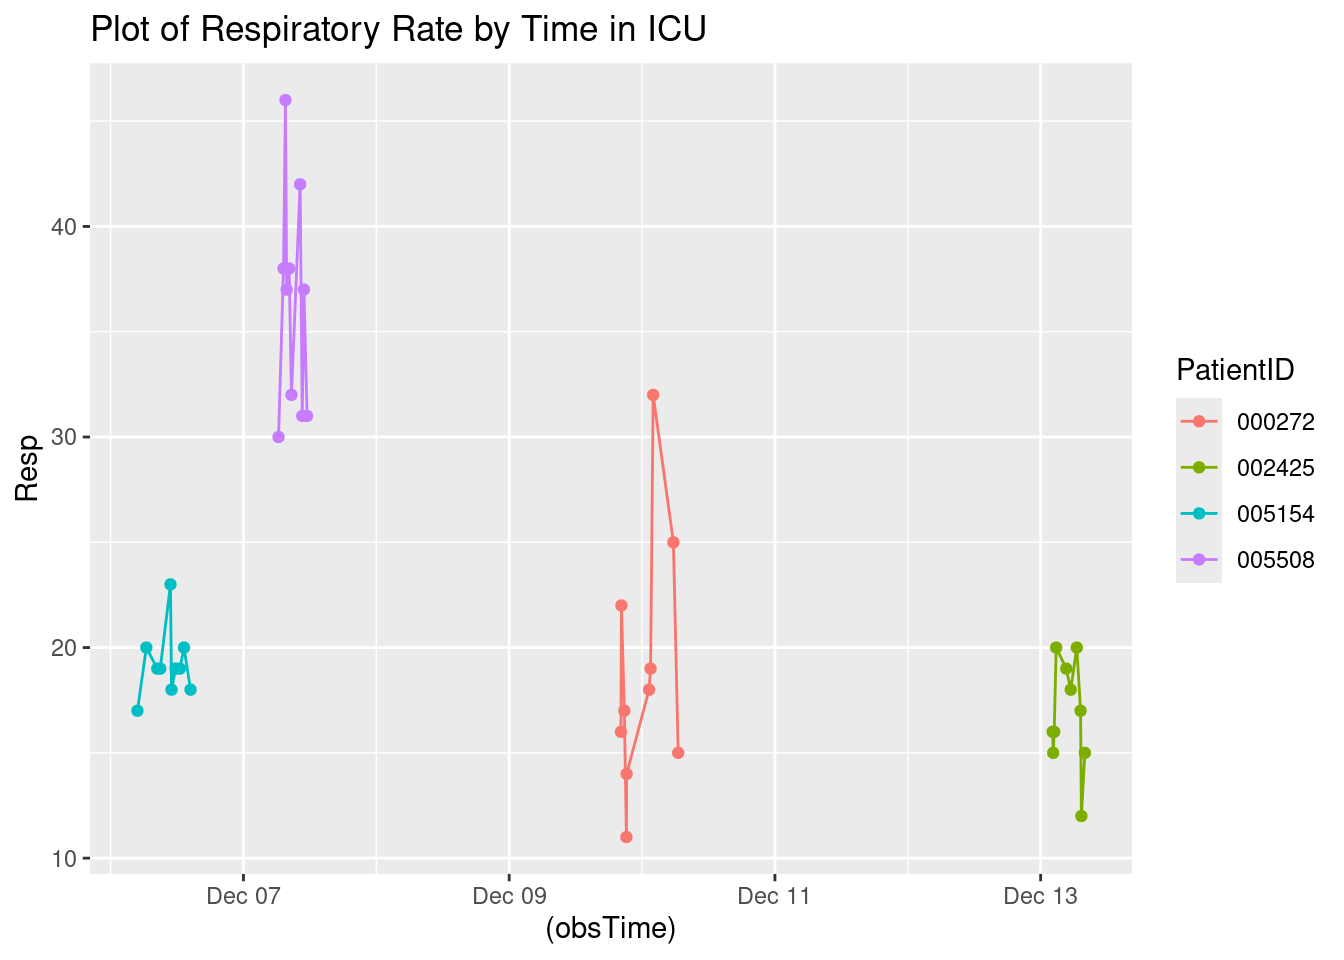 Plot of Respiratory Rate by Time in ICU
Resp
40
30
20
10
Dec 07
Dec 09
Dec 11
Dec 13
(obsTime)
PatientID
000272
002425
005154
005508